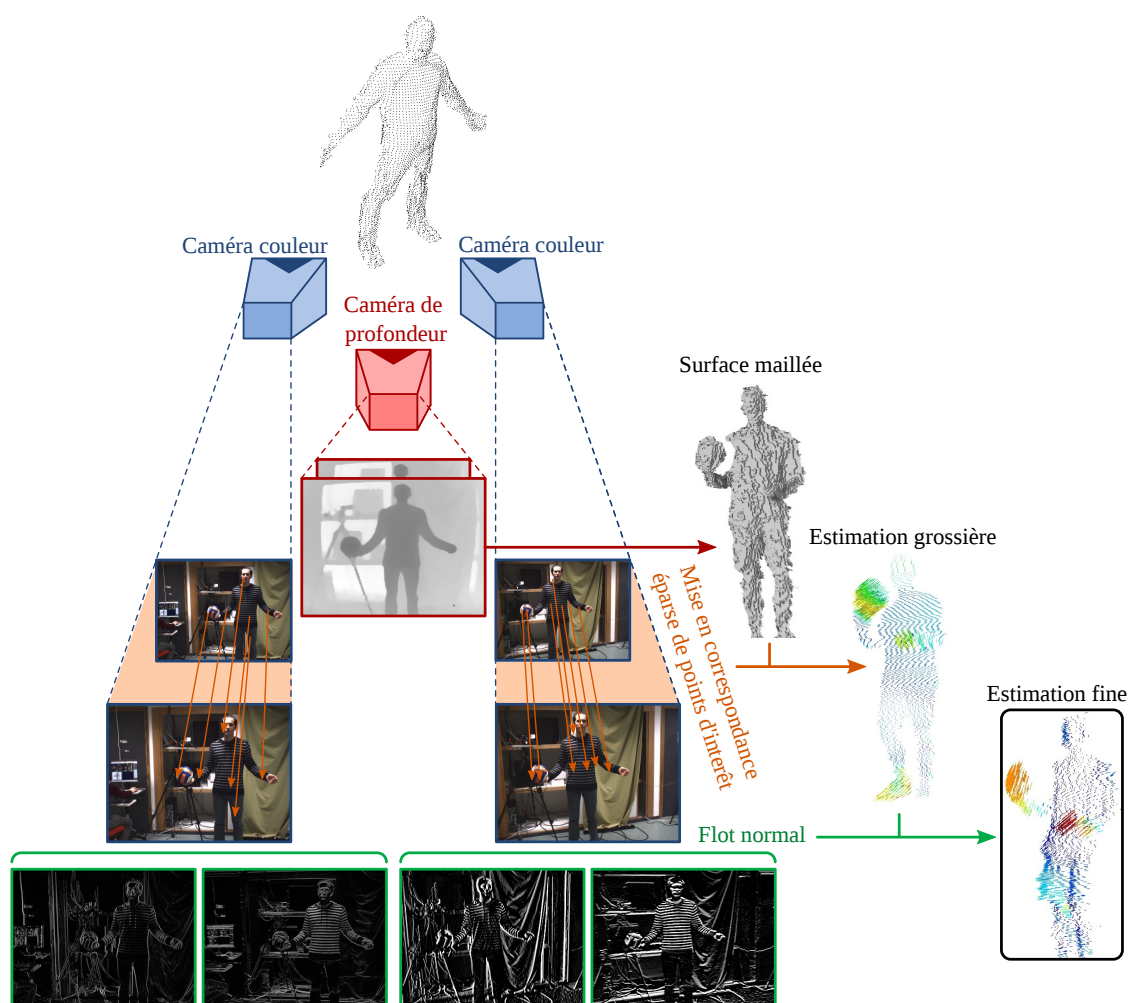 Caméra couleur
Caméra couleur
Caméra de
profondeur
Surface maillée
Estimation grossière
Mise en correspondance
éparse de points d'interêt
Estimation fine
Flot normal